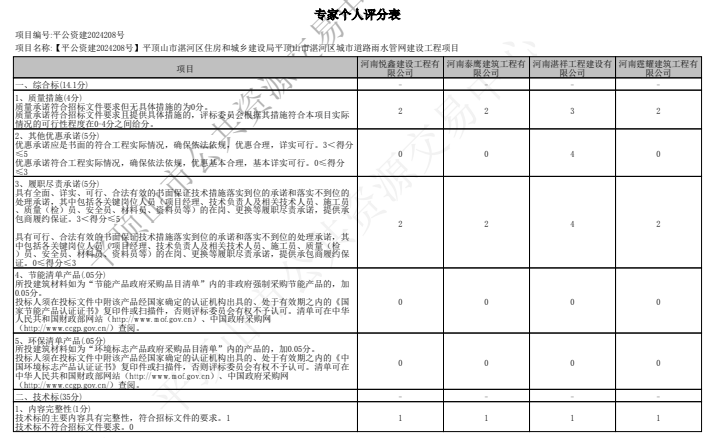 专家个人评分表
项目编号:平公资建2024208号
项目名称:【平公资建2024208号】平顶山市湛河区住房和城乡建设局平顶山市湛河区城市道路雨水管网建设工程项目
项目 河南悦鑫建设工程有限公司 河南泰鹰建筑工程有限公司 河南湛祥工程建设有限公司 河南霆耀建筑工程有限公司
一、综合标(14.1分) - - - -
1、质量措施(4分)
质量承诺符合招标文件要求但无具体措施的为0分。
质量承诺符合招标文件要求且提供具体措施的，评标委员会根据其措施符合本项目实际
情况的可行性程度在0-4分之间给分。 2 2 3 2
2、其他优惠承诺(5分)
优惠承诺应是书面的符合工程实际情况，确保依法依规，优惠合理，详实可行。3＜得分
≤5
优惠承诺符合工程实际情况，确保依法依规，优惠基本合理，基本详实可行。0≤得分
≤3 0 0 4 0
3、履职尽责承诺(5分)
具有全面、详实、可行、合法有效的书面保证技术措施落实到位的承诺和落实不到位的
处理承诺，其中包括各关键岗位人员（项目经理、技术负责人及相关技术人员、施工员
、质量（检）员、安全员、材料员、资料员等）的在岗、更换等履职尽责承诺，提供承
包商履约保证。3＜得分≤5
具有可行、合法有效的书面保证技术措施落实到位的承诺和落实不到位的处理承诺，其
中包括各关键岗位人员（项目经理、技术负责人及相关技术人员、施工员、质量（检
）员、安全员、材料员、资料员等）的在岗、更换等履职尽责承诺，提供承包商履约保
证。0≤得分≤3 2 2 4 2
4、节能清单产品(.05分)
所投建筑材料如为“节能产品政府采购品目清单”内的非政府强制采购节能产品的，加
0.05分。
投标人须在投标文件中附该产品经国家确定的认证机构出具的、处于有效期之内的《国
家节能产品认证证书》复印件或扫描件，否则评标委员会有权不予认可。清单可在中华
人民共和国财政部网站（http://www.mof.gov.cn）、中国政府采购网
（http://www.ccgp.gov.cn/）查阅。 0 0 0 0
5、环保清单产品(.05分)
所投建筑材料如为“环境标志产品政府采购品目清单”内的产品的，加0.05分。
投标人须在投标文件中附该产品经国家确定的认证机构出具的、处于有效期之内的《中
国环境标志产品认证证书》复印件或扫描件，否则评标委员会有权不予认可。清单可在
中华人民共和国财政部网站（http://www.mof.gov.cn）、中国政府采购网
（http://www.ccgp.gov.cn/）查阅。 0 0 0 0
二、技术标(35分) - - - -
1、内容完整性(1分)
技术标的主要内容具有完整性，符合招标文件的要求。1
技术标不符合招标文件要求。0 1 1 1 1
平顶山市公共资源交易中心